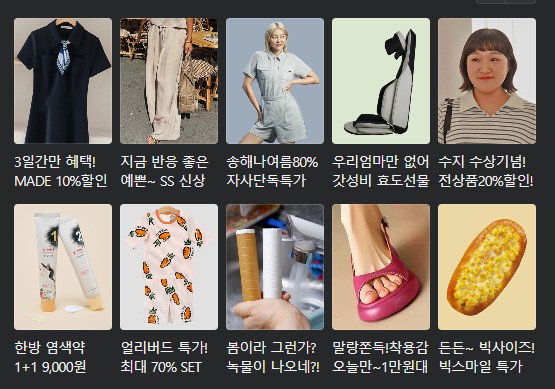 3일간만 혜택!
MADE 10%할인
지금 반응 좋은
예쁜~ SS 신상
송해나여름80%
자사단독특가
우리엄마만 없어
갓성비 효도선물
수지 수상기념!
전상품20%할인!
1 2
한방 염색약
1+1 9,000원
얼리버드 특가!
최대 70% SET
봄이라 그런가?
녹물이 나오네?!
말랑쫀득!착용감
오늘만~1만원대
든든~ 빅사이즈!
빅스마일 특가